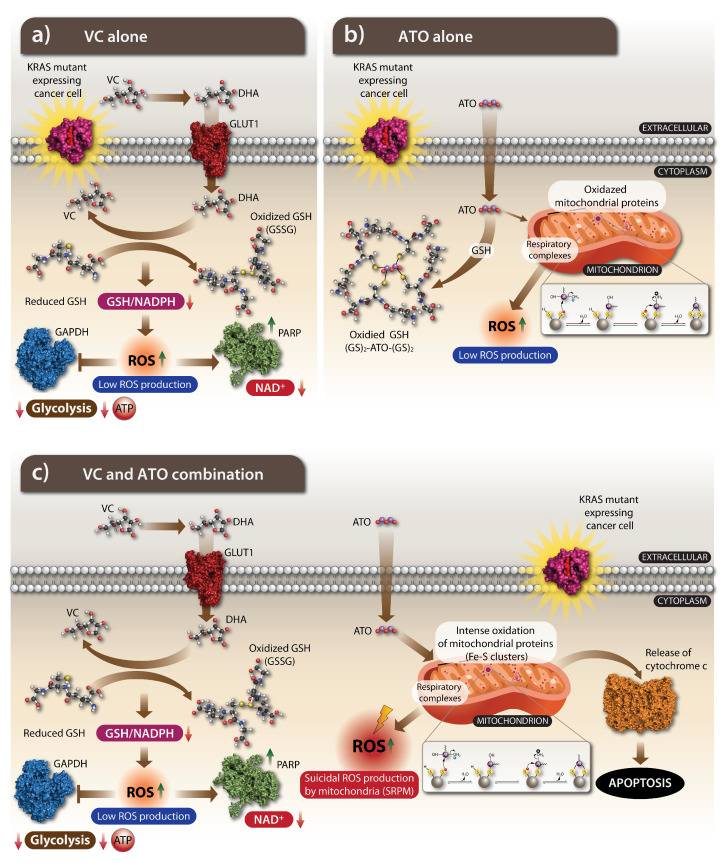 a) VC alone
KRAS mutant
expressing
cancer cell
VC
DHA
GLUT1
DHA
VC
Oxidized GSH
(GSSG)
Reduced GSH
GSH/NADPH
GAPDH
PARP
ROS
Low ROS production
NAD+
Glycolysis
ATP
b) ATO alone
KRAS mutant
expressing
cancer cell
ATO
EXTRACELLULAR
CYTOPLASM
ATO
Oxidazed
mitochondrial proteins
GSH
Respiratory
complexes
MITOCHONDRION
Oxidied GSH
(GS)2-ATO-(GS)2
ROS
Low ROS production
c) VC and ATO combination
VC
DHA
GLUT1
ATO
KRAS mutant
expressing
cancer cell
EXTRACELLULAR
CYTOPLASM
DHA
VC
ATO
Oxidized GSH
(GSSG)
Intense oxidation
of mitochondrial proteins
(Fe-S clusters)
Release of
cytochrome c
Respiratory
complexes
MITOCHONDRION
Reduced GSH
GSH/NADPH
ROS
GAPDH
PARP
ROS
Low ROS production
NAD+
Glycolysis
ATP
Suicidal ROS production
by mitochondria (SRPM)
APOPTOSIS